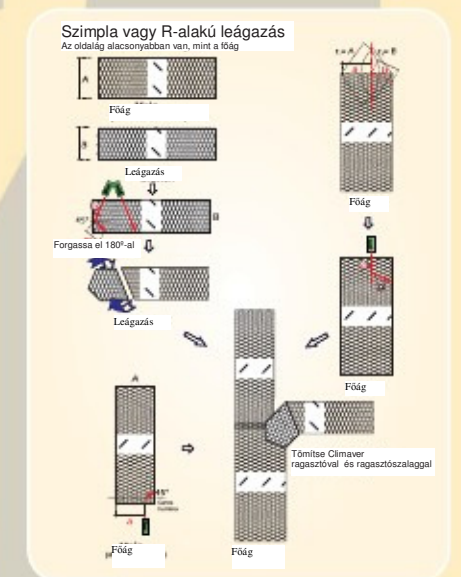 Szimpla vagy R-alakú leágazás
Az oldalág alacsonyabban van, mint a főág
A
Főág
B
Leágazás
45°
B
Forgassa el 180º-al
Leágazás
Főág
Főág
A
45°
a
Főág
Főág
Tömítse Climaver
ragasztóval és ragasztószalaggal